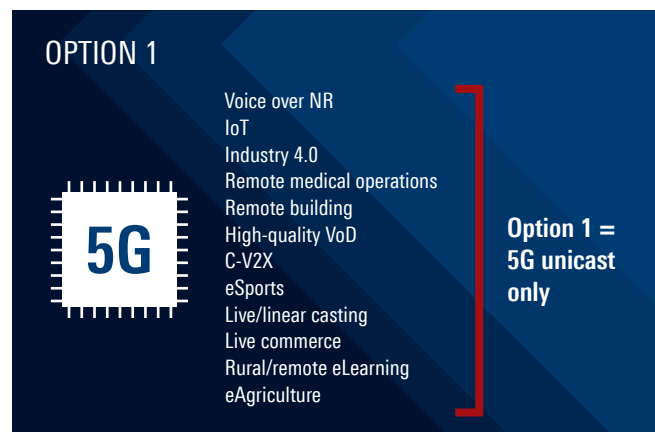 OPTION 1
5G
Voice over NR
IoT
Industry 4.0
Remote medical operations
Remote building
High-quality VoD
C-V2X
eSports
Live/linear casting
Live commerce
Rural/remote eLearning
eAgriculture
Option 1 =
5G unicast
only